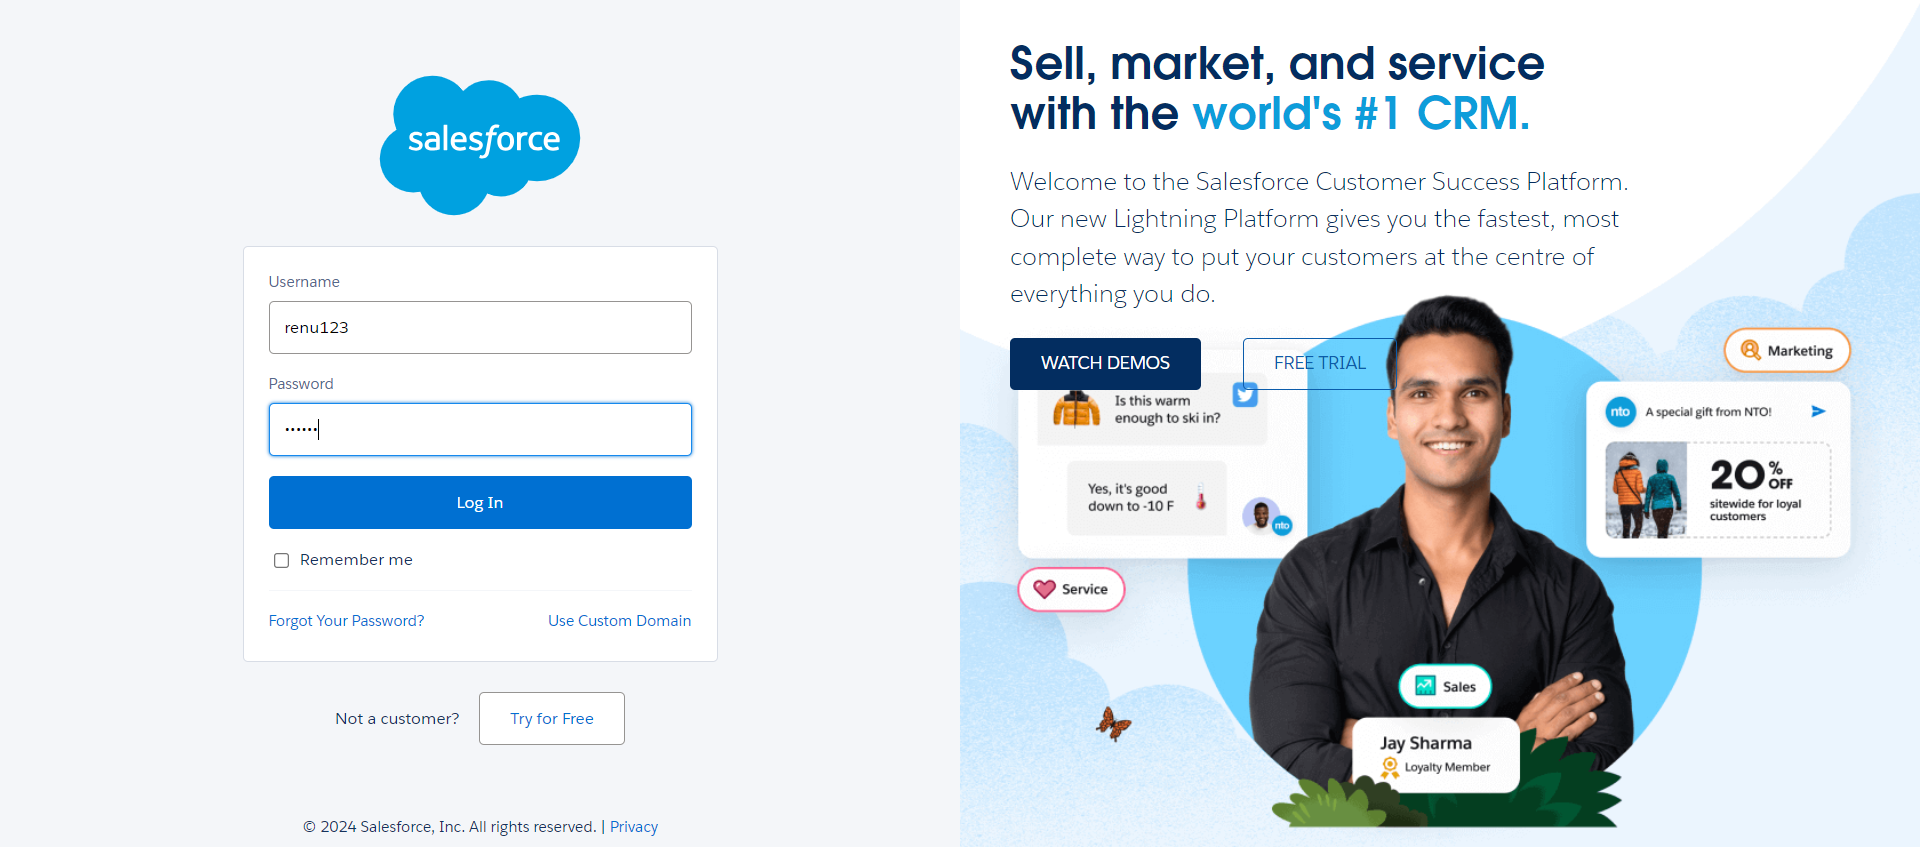 salesforce
Username
renu123
Password
••••••
Log In
Remember me
Forgot Your Password?
Use Custom Domain
Not a customer?
Try for Free
© 2024 Salesforce, Inc. All rights reserved. | Privacy
Sell, market, and service
with the world's #1 CRM.
Welcome to the Salesforce Customer Success Platform.
Our new Lightning Platform gives you the fastest, most
complete way to put your customers at the centre of
everything you do.
WATCH DEMOS
FREE TRIAL
Is this warm
enough to ski in?
Yes, it's good
down to -10 F
nto
Service
Marketing
nto
A special gift from NTO!
20% OFF
sitewide for loyal
customers
Sales
Jay Sharma
Loyalty Member